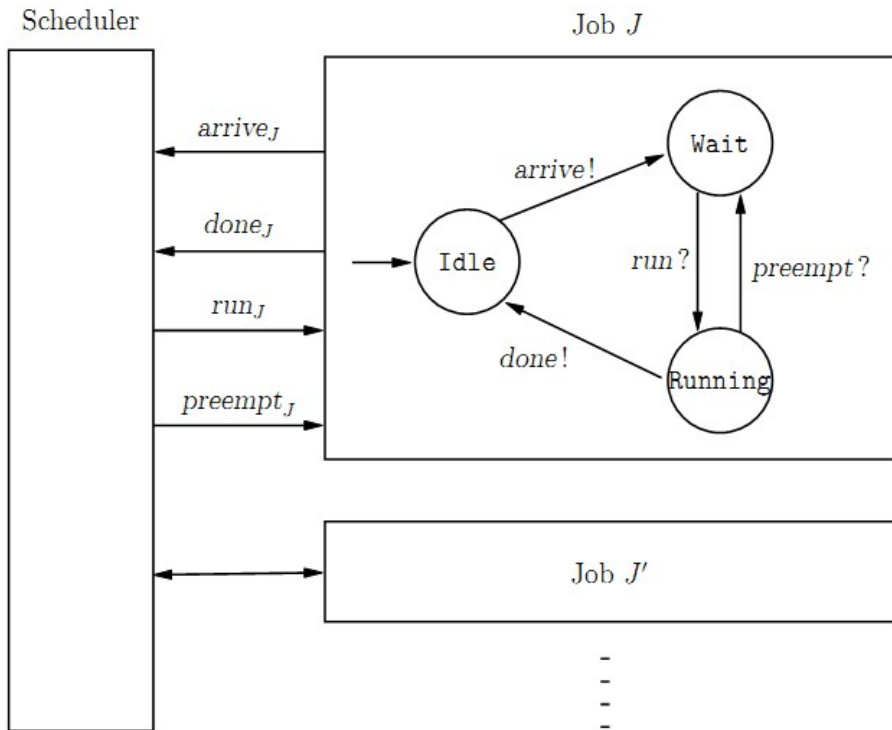 Scheduler
Job J
arrive_J
done_J
run_J
preempt_J
arrive!
Wait
Idle
run?
preempt?
done!
Running
Job J′